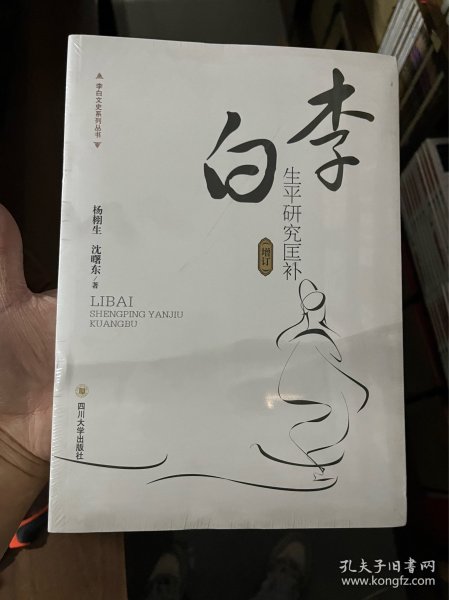 李白文史系列丛书
李白
生平研究匡补
(增订)
杨栩生 沈曙东/著
LIBAI
SHENGPING YANJIU
KUANGBU
四川大学出版社
孔夫子旧书网
www.kongfz.com